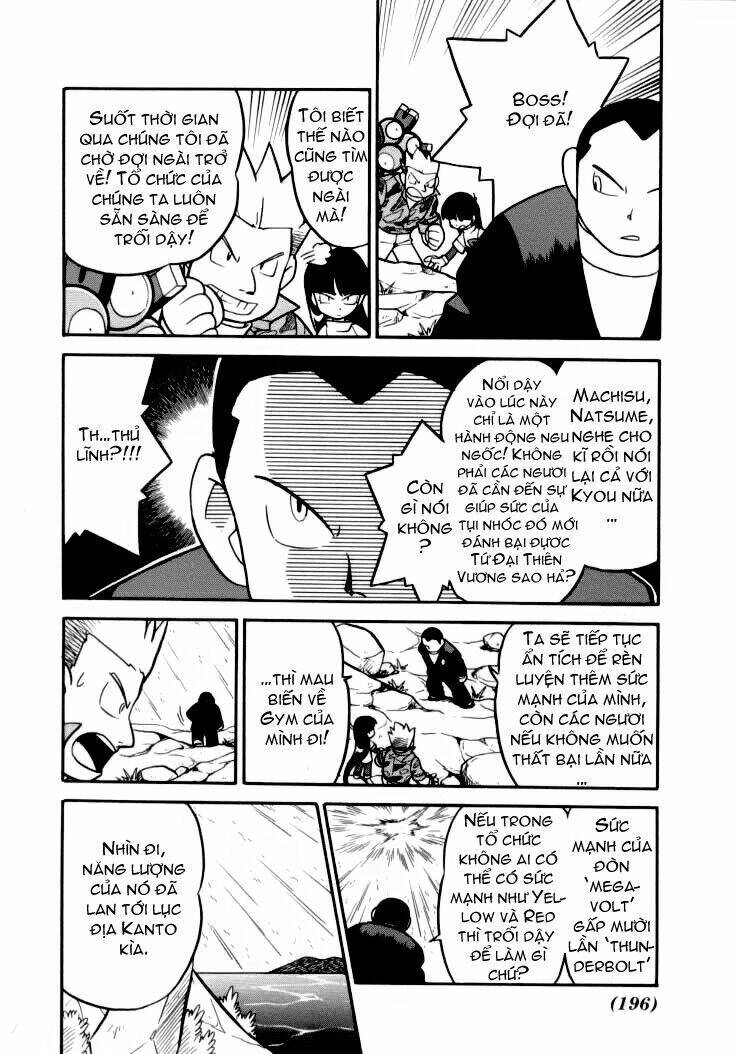 BOSS!
ĐỢI ĐÃ!
TÔI BIẾT
THẾ NÀO
CŨNG TÌM
ĐƯỢC
NGÀI
MÀ!
SUỐT THỜI GIAN
QUA CHÚNG TÔI ĐÃ
CHỜ ĐỢI NGÀI TRỞ
VỀ! TỔ CHỨC CỦA
CHÚNG TA LUÔN
SẴN SÀNG ĐỂ
TRỖI DẬY!
MACHISU,
NATSUME,
NGHE CHO
KĨ RỒI NÓI
LẠI CẢ VỚI
KYOU NỮA
...
NỔI DẬY
VÀO LÚC NÀY
CHỈ LÀ MỘT
HÀNH ĐỘNG NGU
NGỐC! KHÔNG
PHẢI CÁC NGƯƠI
ĐÃ CẦN ĐẾN SỰ
GIÚP SỨC CỦA
TỤI NHÓC ĐÓ MỚI
ĐÁNH BẠI ĐƯỢC
TỨ ĐẠI THIÊN
VƯƠNG SAO HẢ?
CÒN
GÌ NÓI
KHÔNG
?
TH...THỦ
LĨNH?!!!
TA SẼ TIẾP TỤC
ẨN TÍCH ĐỂ RÈN
LUYỆN THÊM SỨC
MẠNH CỦA MÌNH,
CÒN CÁC NGƯƠI
NẾU KHÔNG MUỐN
THẤT BẠI LẦN NỮA
...
...THÌ MAU
BIẾN VỀ
GYM CỦA
MÌNH ĐI!
SỨC
MẠNH CỦA
ĐÒN
'MEGA-
VOLT'
GẤP MƯỜI
LẦN 'THUN-
DERBOLT'
NẾU TRONG
TỔ CHỨC
KHÔNG AI CÓ
THỂ CÓ SỨC
MẠNH NHƯ YEL-
LOW VÀ RED
THÌ TRỖI DẬY
ĐỂ LÀM GÌ
CHỨ?
NHÌN ĐI,
NĂNG LƯỢNG
CỦA NÓ ĐÃ
LAN TỚI LỤC
ĐỊA KANTO
KÌA.
(196)